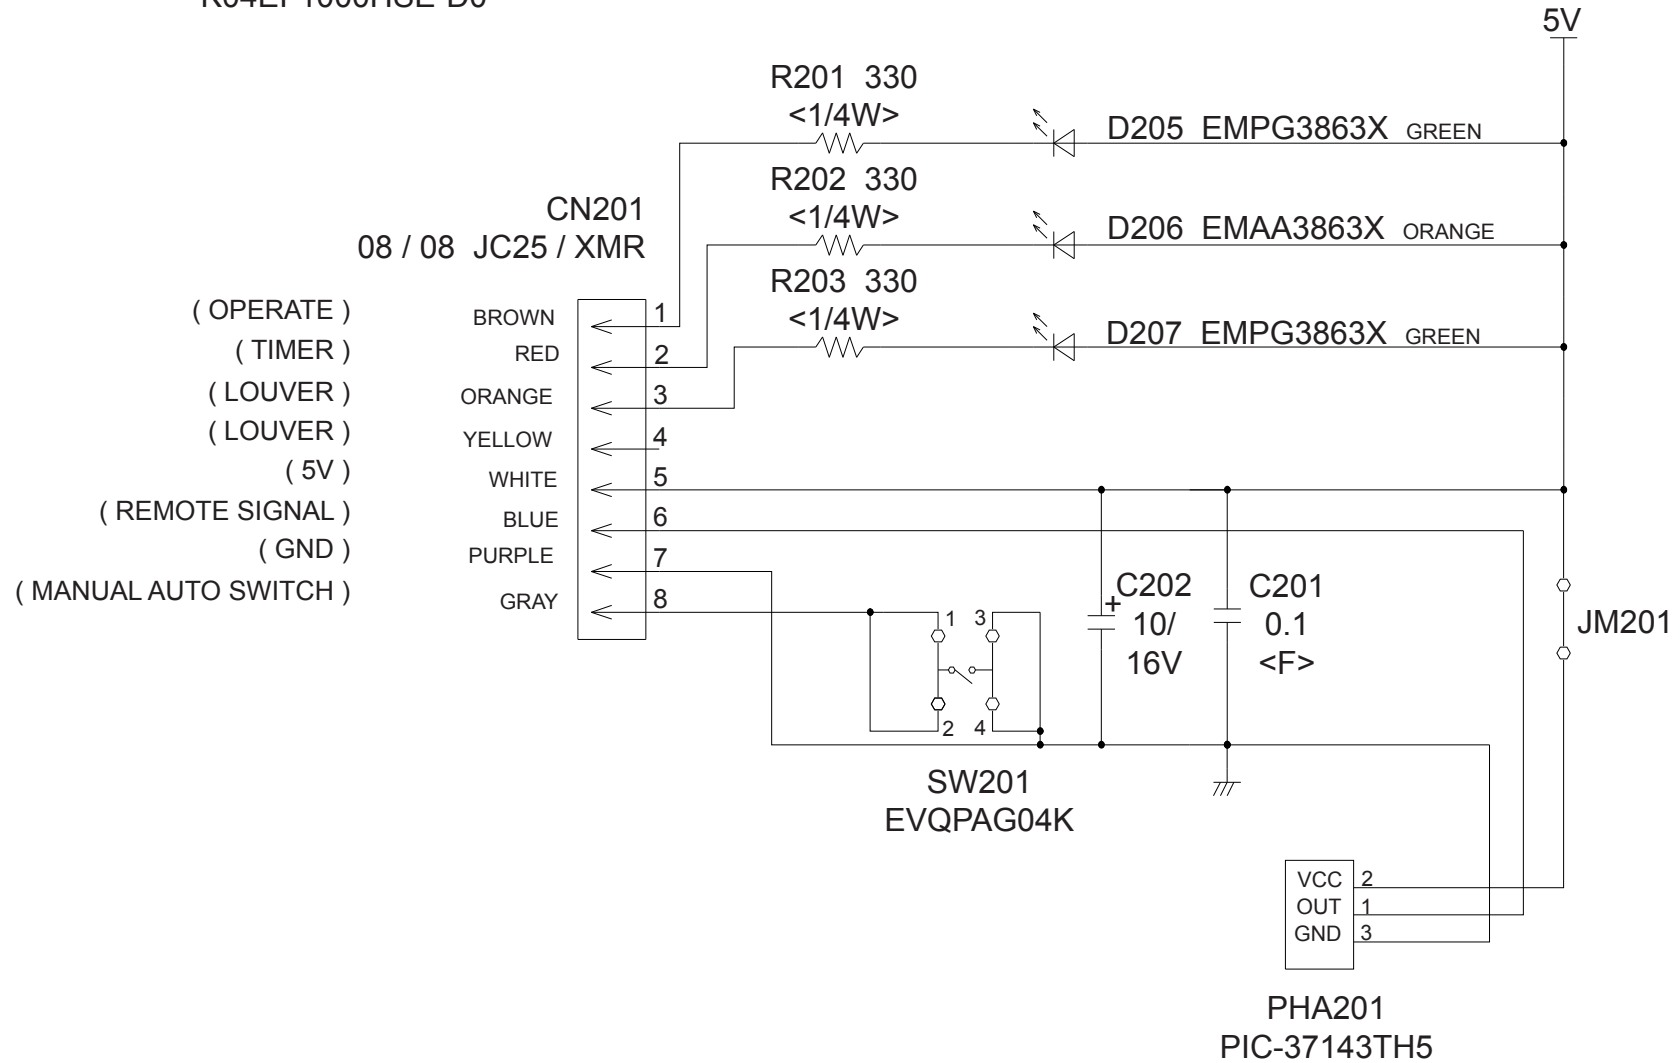 5V
R201 330
<1/4W>
D205 EMPG3863X GREEN
R202 330
<1/4W>
D206 EMAA3863X ORANGE
R203 330
<1/4W>
D207 EMPG3863X GREEN
CN201
08 / 08 JC25 / XMR
( OPERATE ) BROWN 1
( TIMER ) RED 2
( LOUVER ) ORANGE 3
( LOUVER ) YELLOW 4
( 5V ) WHITE 5
( REMOTE SIGNAL ) BLUE 6
( GND ) PURPLE 7
( MANUAL AUTO SWITCH ) GRAY 8
1 3
2 4
SW201
EVQPAG04K
+ C202
10/
16V
C201
0.1
<F>
JM201
VCC 2
OUT 1
GND 3
PHA201
PIC-37143TH5